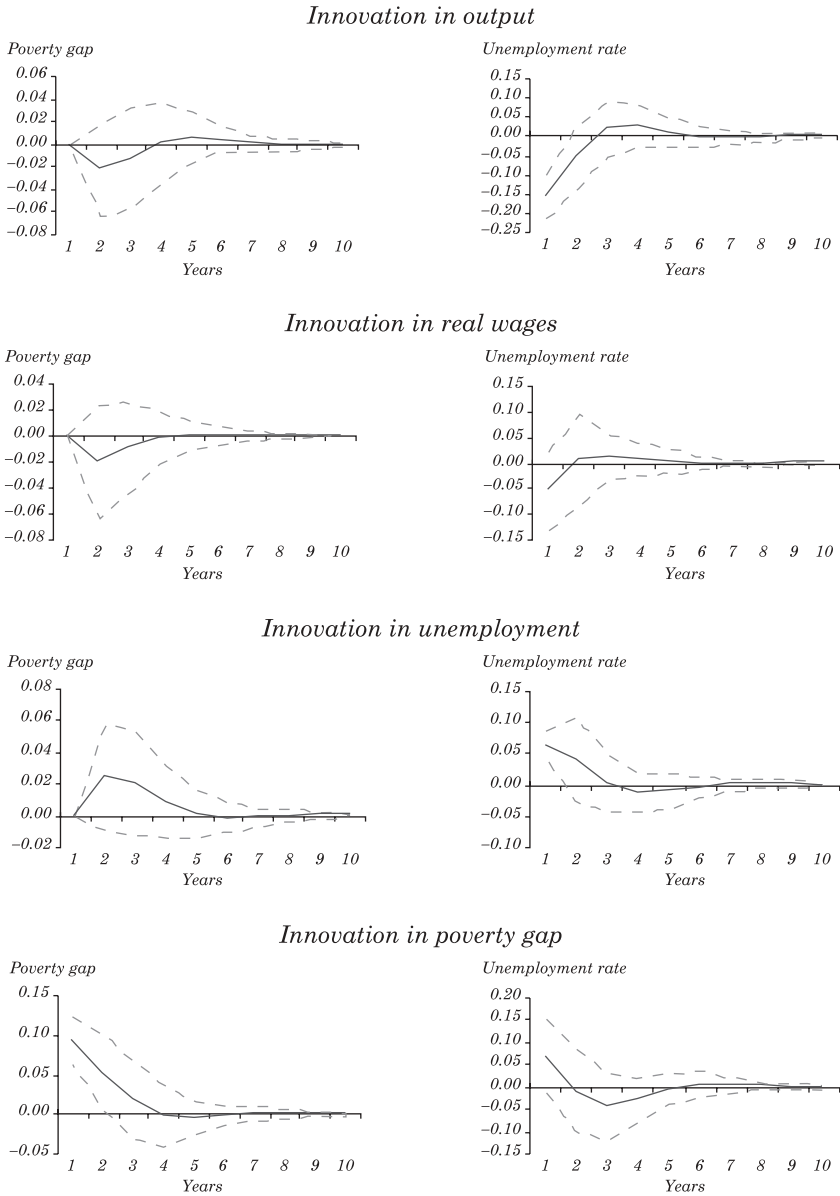 Innovation in output
Poverty gap
Unemployment rate
0.06
0.04
0.02
0.00
–0.02
–0.04
–0.06
–0.08
1 2 3 4 5 6 7 8 9 10
Years
0.15
0.10
0.05
0.00
–0.05
–0.10
–0.15
–0.20
–0.25
1 2 3 4 5 6 7 8 9 10
Years
Innovation in real wages
Poverty gap
Unemployment rate
0.04
0.02
0.00
–0.02
–0.04
–0.06
–0.08
1 2 3 4 5 6 7 8 9 10
Years
0.15
0.10
0.05
0.00
–0.05
–0.10
–0.15
1 2 3 4 5 6 7 8 9 10
Years
Innovation in unemployment
Poverty gap
Unemployment rate
0.08
0.06
0.04
0.02
0.00
–0.02
1 2 3 4 5 6 7 8 9 10
Years
0.15
0.10
0.05
0.00
–0.05
–0.10
1 2 3 4 5 6 7 8 9 10
Years
Innovation in poverty gap
Poverty gap
Unemployment rate
0.15
0.10
0.05
0.00
–0.05
1 2 3 4 5 6 7 8 9 10
Years
0.20
0.15
0.10
0.05
0.00
–0.05
–0.10
–0.15
1 2 3 4 5 6 7 8 9 10
Years